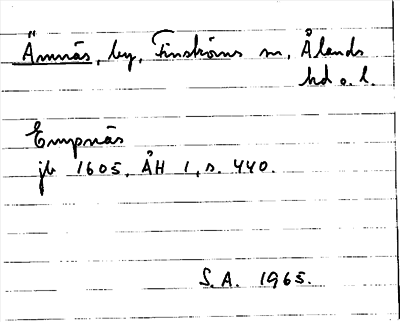 Ämnäs, by, Finströms sn, Ålands
hd o. l.
Empnäs
jb 1605, ÅH 1, s. 440.
S.A. 1965.